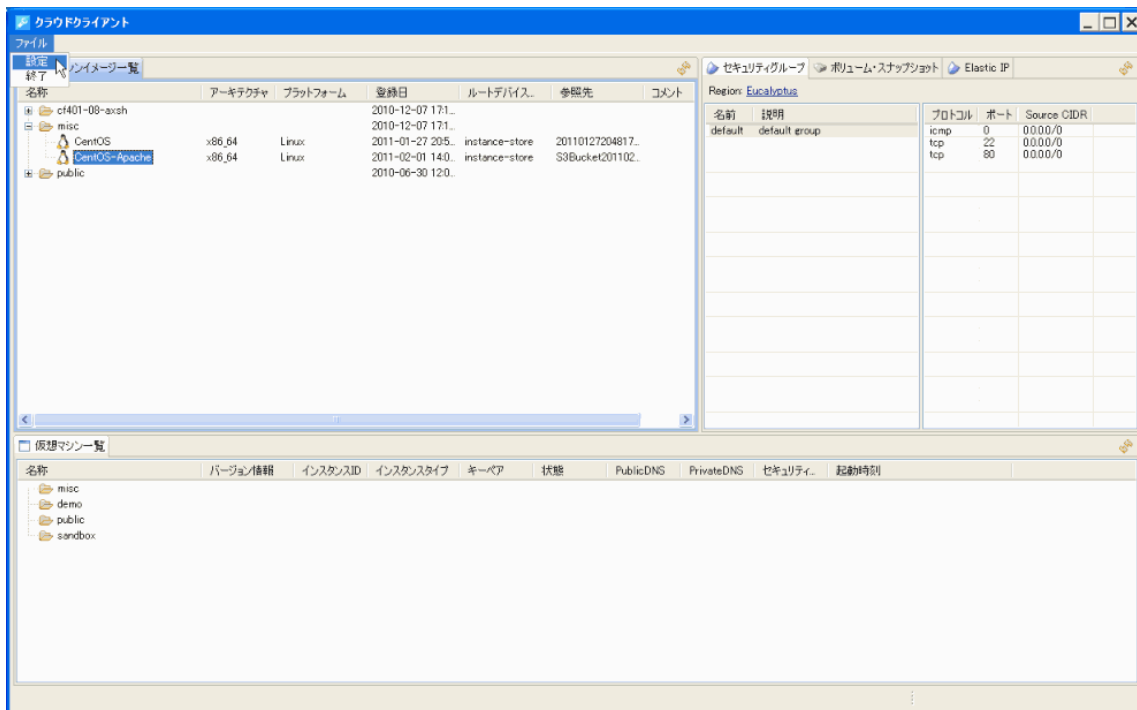 クラウドクライアント
ファイル
設定
終了
シンイメージ一覧
名称 アーキテクチャ プラットフォーム 登録日 ルートデバイス... 参照先 コメント
cf401-08-axsh 2010-12-07 17:1...
misc 2010-12-07 17:1...
CentOS x86_64 Linux 2011-01-27 20:5... instance-store 20110127204817...
CentOS-Apache x86_64 Linux 2011-02-01 14:0... instance-store S3Bucket201102...
public 2010-06-30 12:0...
セキュリティグループ ボリューム・スナップショット Elastic IP
Region: Eucalyptus
名前 説明
default default group
プロトコル ポート Source CIDR
icmp 0 0.0.0.0/0
tcp 22 0.0.0.0/0
tcp 80 0.0.0.0/0
仮想マシン一覧
名称 バージョン情報 インスタンスID インスタンスタイプ キーペア 状態 PublicDNS PrivateDNS セキュリティ... 起動時刻
misc
demo
public
sandbox